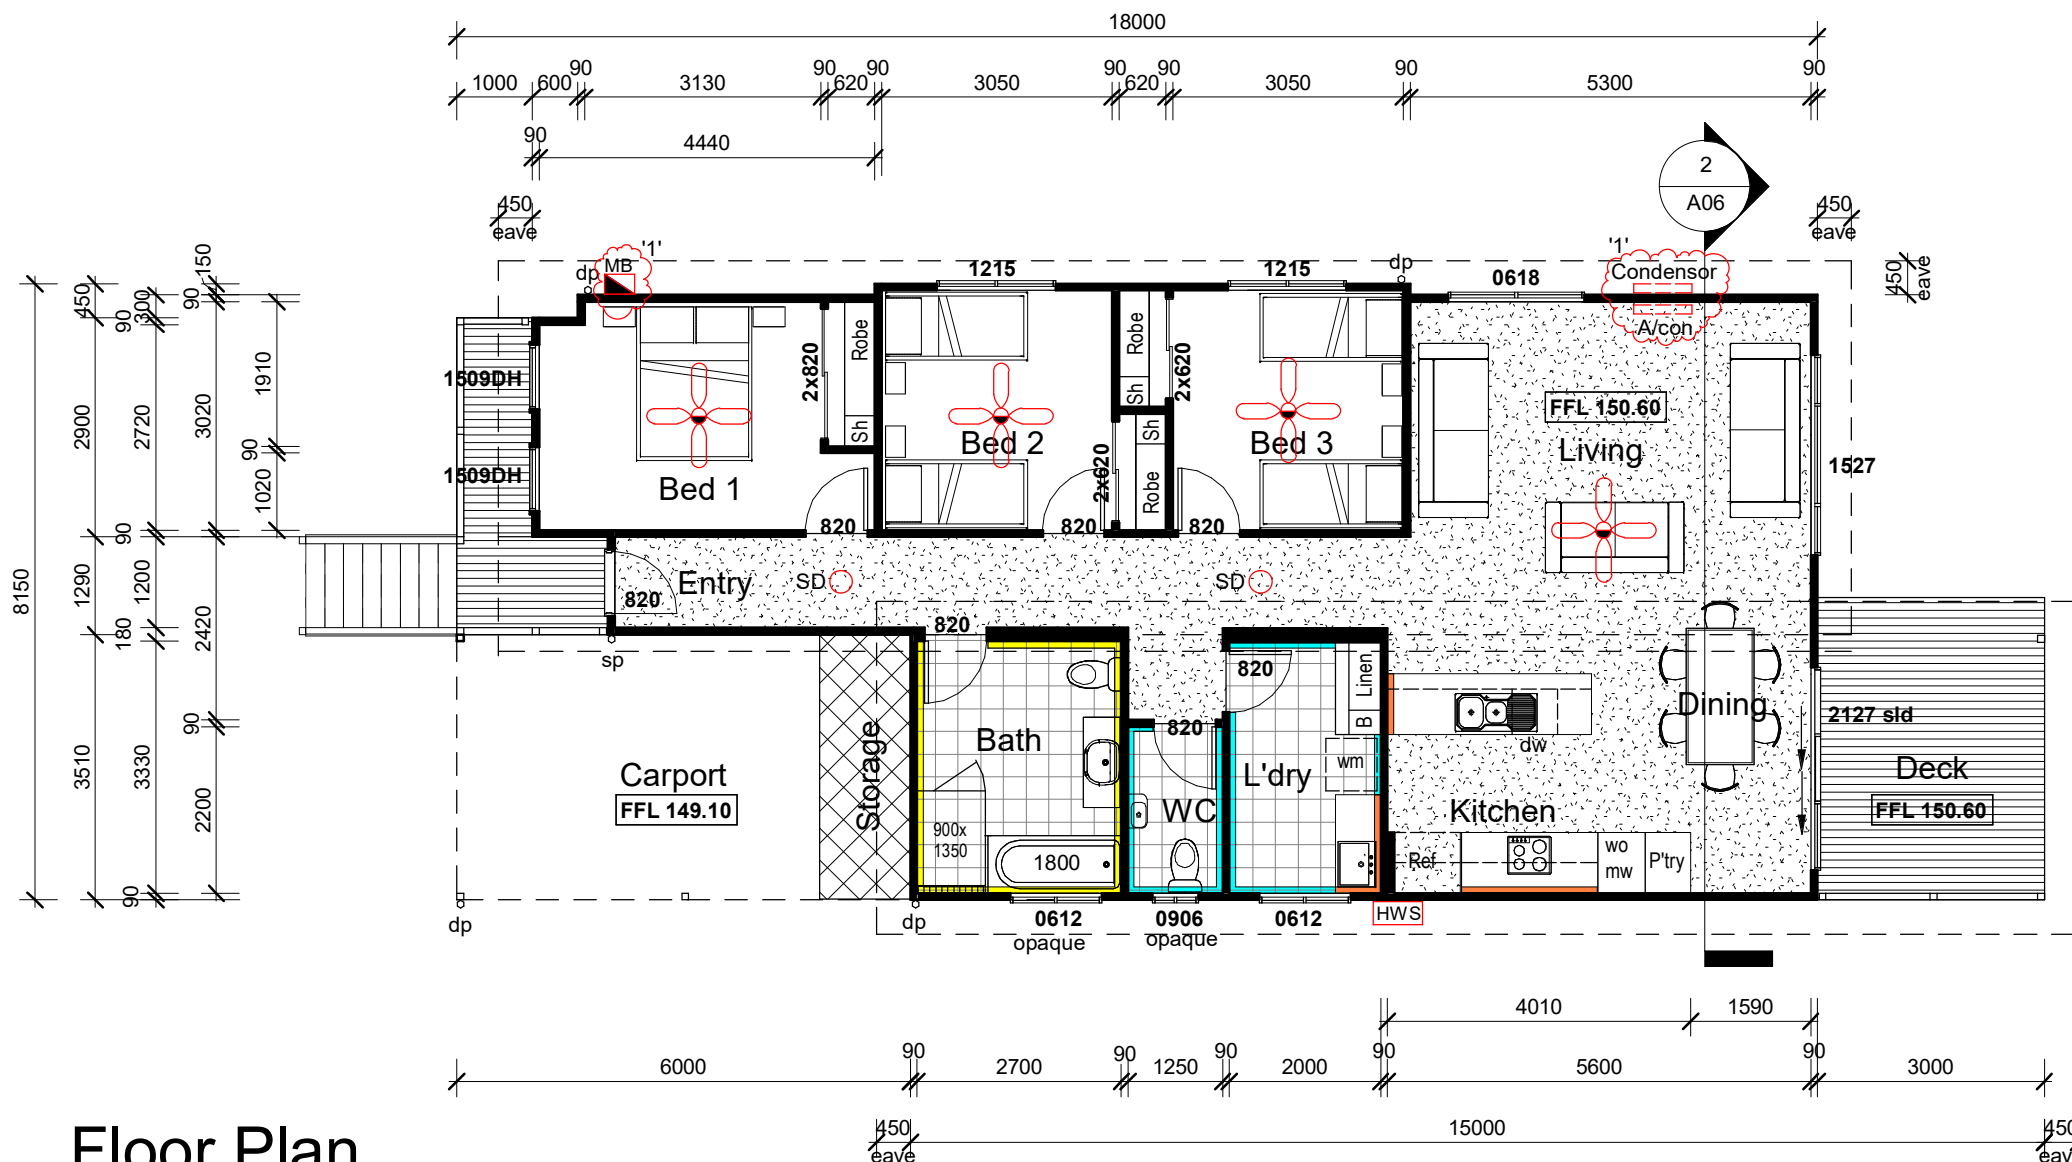 18000
1000 600 90 3130 90 620 90 3050 90 620 90 3050 90 5300 90
90 4440
2
A06
450
eave
450
eave
450
eave
'1'
MB
dp
1215
1215
dp
0618
'1'
Condensor
A/con
8150
450
2900
90
1290
180
3510
90
300
2720
1200
90
3330
90
150
90
3020
2420
2200
1910
90
1020
1509DH
1509DH
2x820
Robe
Sh
Bed 1
820
Bed 2
2x620
Robe
Sh
2x620
Sh
Robe
820
Bed 3
820
FFL 150.60
Living
1527
Entry
820
SD
SD
sp
820
Carport
FFL 149.10
Storage
Bath
900x
1350
1800
820
WC
820
Linen
B
L'dry
wm
dw
Kitchen
Ref
wo
mw
P'try
Dining
2127 sld
Deck
FFL 150.60
dp
dp
0612
opaque
0906
opaque
0612
HWS
4010 1590
6000 90 2700 90 1250 90 2000 90 5600 90 3000
450
eave
15000
450
eave
Floor Plan